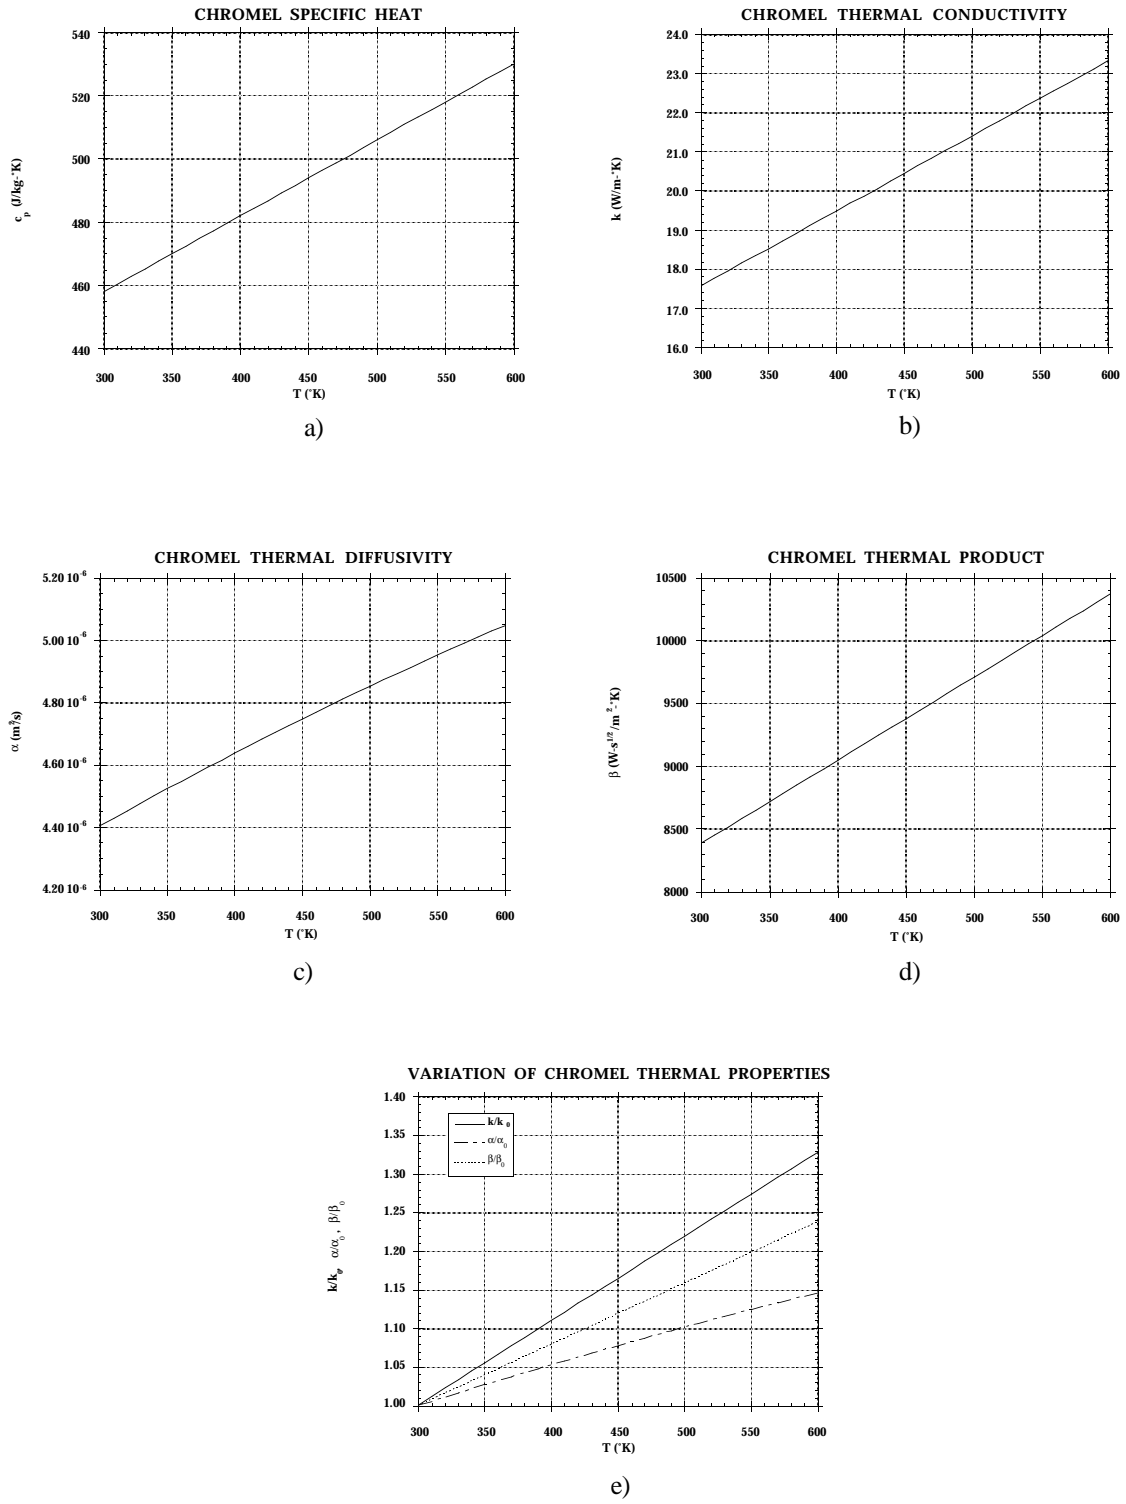 CHROMEL SPECIFIC HEAT
540
520
500
480
460
440
c_p (J/kg-°K)
300 350 400 450 500 550 600
T (°K)
a)
CHROMEL THERMAL CONDUCTIVITY
24.0
23.0
22.0
21.0
20.0
19.0
18.0
17.0
16.0
k (W/m-°K)
300 350 400 450 500 550 600
T (°K)
b)
CHROMEL THERMAL DIFFUSIVITY
5.20 10⁻⁶
5.00 10⁻⁶
4.80 10⁻⁶
4.60 10⁻⁶
4.40 10⁻⁶
4.20 10⁻⁶
α (m²/s)
300 350 400 450 500 550 600
T (°K)
c)
CHROMEL THERMAL PRODUCT
10500
10000
9500
9000
8500
8000
β (W-s^1/2/m²-°K)
300 350 400 450 500 550 600
T (°K)
d)
VARIATION OF CHROMEL THERMAL PROPERTIES
1.40
1.35
1.30
1.25
1.20
1.15
1.10
1.05
1.00
k/k₀, α/α₀, β/β₀
k/k₀
α/α₀
β/β₀
300 350 400 450 500 550 600
T (°K)
e)